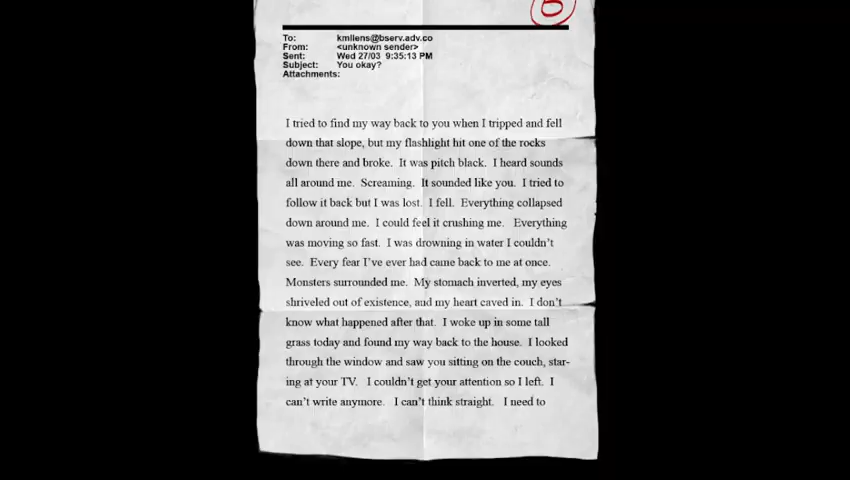 To: kmllens@bserv.adv.co
From: <unknown sender>
Sent: Wed 27/03 9:35:13 PM
Subject: You okay?
Attachments:
I tried to find my way back to you when I tripped and fell
down that slope, but my flashlight hit one of the rocks
down there and broke. It was pitch black. I heard sounds
all around me. Screaming. It sounded like you. I tried to
follow it back but I was lost. I fell. Everything collapsed
down around me. I could feel it crushing me. Everything
was moving so fast. I was drowning in water I couldn't
see. Every fear I've ever had came back to me at once.
Monsters surrounded me. My stomach inverted, my eyes
shriveled out of existence, and my heart caved in. I don't
know what happened after that. I woke up in some tall
grass today and found my way back to the house. I looked
through the window and saw you sitting on the couch, star-
ing at your TV. I couldn't get your attention so I left. I
can't write anymore. I can't think straight. I need to